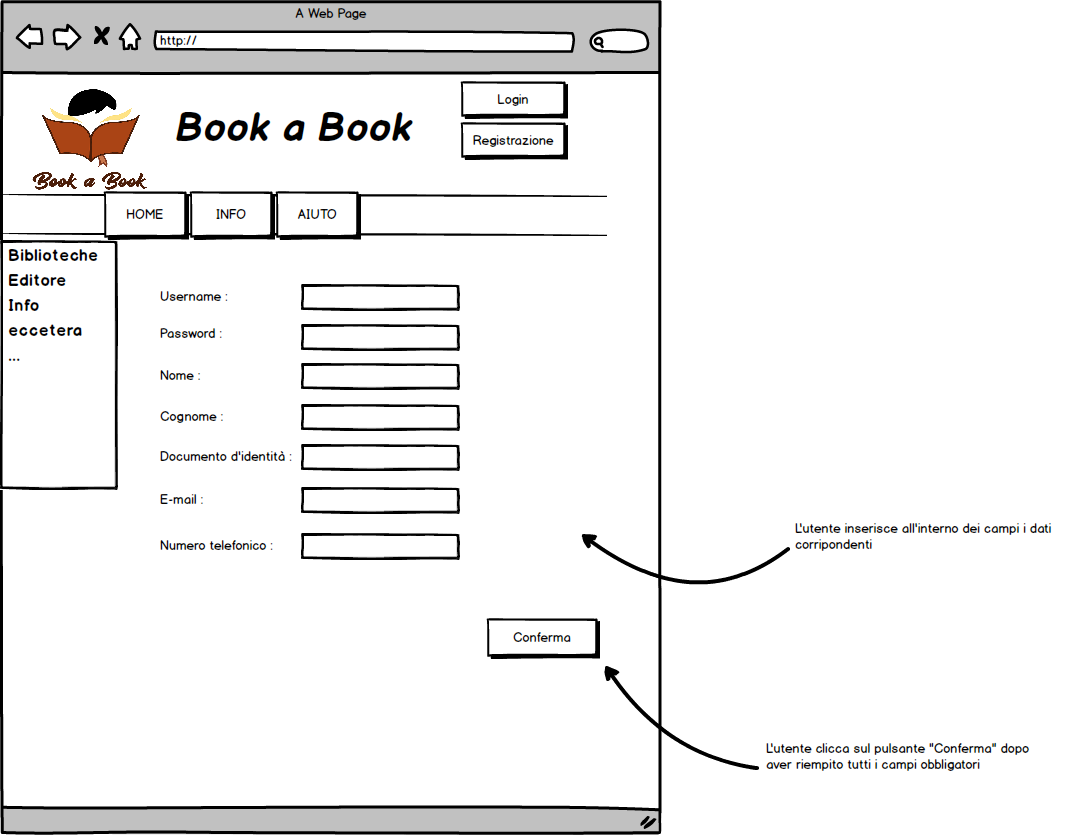 A Web Page
http://
Login
Book a Book
Registrazione
Book a Book
HOME INFO AIUTO
Biblioteche
Editore
Info
eccetera
...
Username :
Password :
Nome :
Cognome :
Documento d'identità :
E-mail :
Numero telefonico :
L'utente inserisce all'interno dei campi i dati
corripondenti
Conferma
L'utente clicca sul pulsante "Conferma" dopo
aver riempito tutti i campi obbligatori